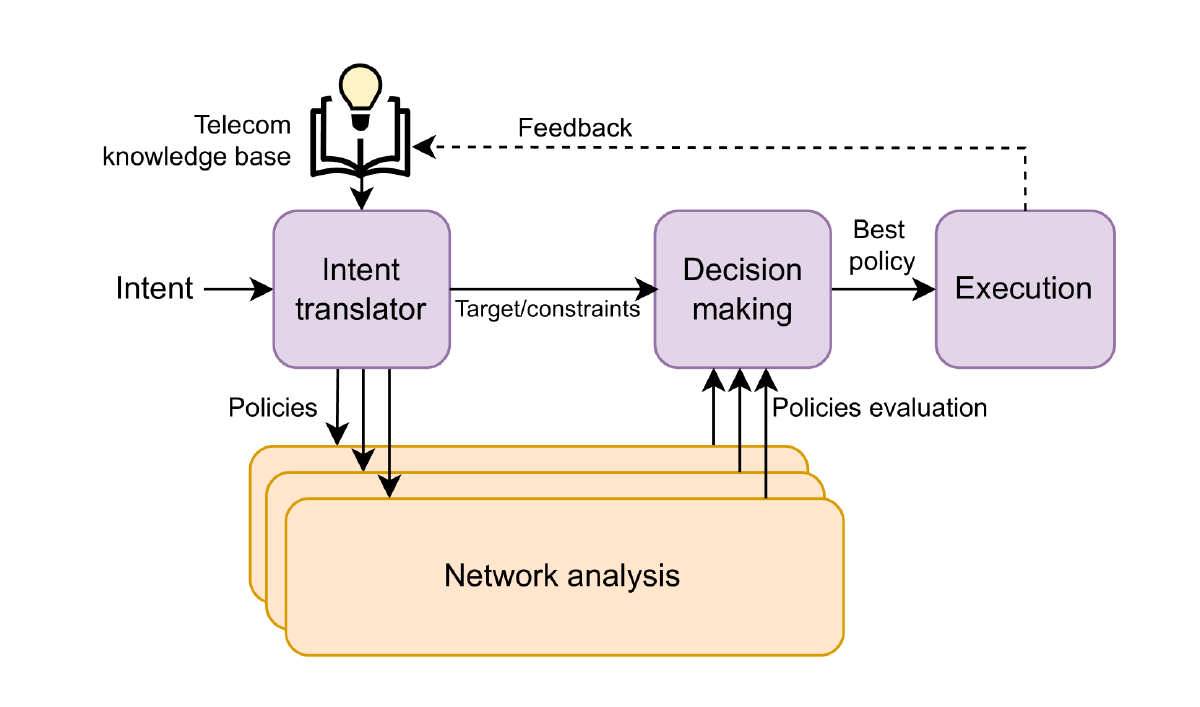 Telecom
knowledge base
Feedback
Intent
Intent
translator
Target/constraints
Decision
making
Best
policy
Execution
Policies
Policies evaluation
Network analysis